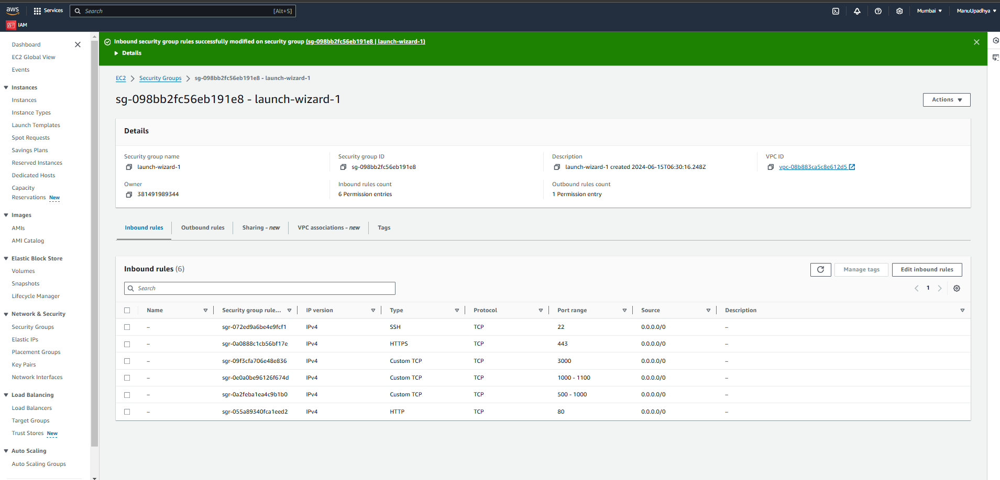 aws
Services
Search
[Alt+S]
Mumbai
ManuUpadhya
IAM
Dashboard
EC2 Global View
Events
Instances
Instances
Instance Types
Launch Templates
Spot Requests
Savings Plans
Reserved Instances
Dedicated Hosts
Capacity
Reservations New
Images
AMIs
AMI Catalog
Elastic Block Store
Volumes
Snapshots
Lifecycle Manager
Network & Security
Security Groups
Elastic IPs
Placement Groups
Key Pairs
Network Interfaces
Load Balancing
Load Balancers
Target Groups
Trust Stores New
Auto Scaling
Auto Scaling Groups
Inbound security group rules successfully modified on security group (sg-098bb2fc56eb191e8 | launch-wizard-1)
Details
EC2 Security Groups sg-098bb2fc56eb191e8 - launch-wizard-1
sg-098bb2fc56eb191e8 - launch-wizard-1
Actions
Details
Security group name
launch-wizard-1
Security group ID
sg-098bb2fc56eb191e8
Description
launch-wizard-1 created 2024-06-15T06:30:16.248Z
VPC ID
vpc-08b883ca5c8e612d5
Owner
381491989344
Inbound rules count
6 Permission entries
Outbound rules count
1 Permission entry
Inbound rules Outbound rules Sharing - new VPC associations - new Tags
Inbound rules (6)
Manage tags
Edit inbound rules
Search
1
Name Security group rule... IP version Type Protocol Port range Source Description
– sgr-072ed9a6be4e9fcf1 IPv4 SSH TCP 22 0.0.0.0/0 –
– sgr-0a0888c1cb56bf17e IPv4 HTTPS TCP 443 0.0.0.0/0 –
– sgr-09f3cfa706e48e836 IPv4 Custom TCP TCP 3000 0.0.0.0/0 –
– sgr-0e0a0be96126f674d IPv4 Custom TCP TCP 1000 - 1100 0.0.0.0/0 –
– sgr-0a2feba1ea4c9b1b0 IPv4 Custom TCP TCP 500 - 1000 0.0.0.0/0 –
– sgr-055a89340fca1eed2 IPv4 HTTP TCP 80 0.0.0.0/0 –